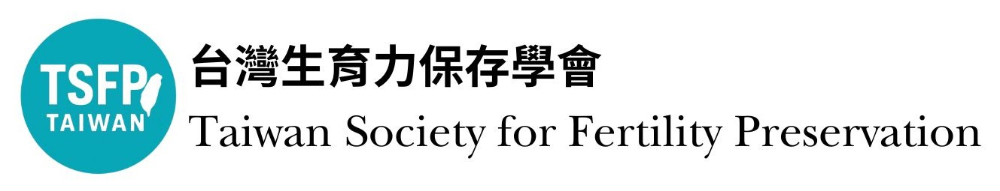 TSFP
TAIWAN
台灣生育力保存學會
Taiwan Society for Fertility Preservation